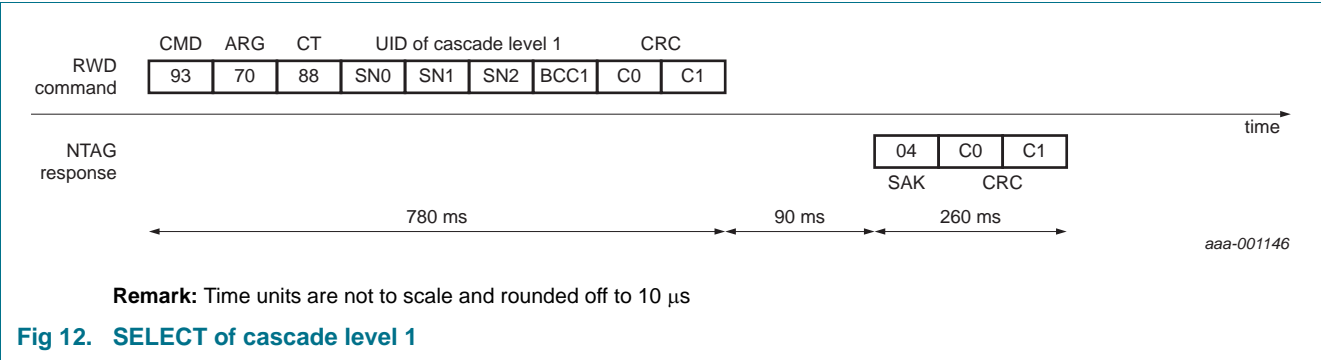 CMD ARG CT UID of cascade level 1 CRC
RWD command 93 70 88 SN0 SN1 SN2 BCC1 C0 C1
time
NTAG response 04 C0 C1
SAK CRC
780 ms 90 ms 260 ms
aaa-001146
Remark: Time units are not to scale and rounded off to 10 μs
Fig 12. SELECT of cascade level 1